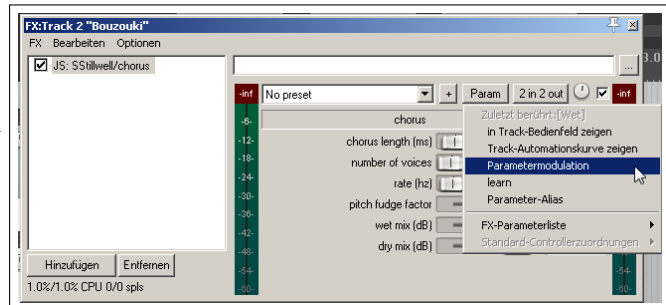 FX:Track 2 "Bouzouki"
FX Bearbeiten Optionen
JS: SStillwell/chorus
...
3.0
-inf No preset + Param 2 in 2 out -inf
chorus
chorus length (ms)
number of voices
rate (hz)
pitch fudge factor
wet mix (dB)
dry mix (dB)
-6-
-12-
-18-
-24-
-30-
-36-
-42-
-48-
-54-
-60-
Zuletzt berührt:[Wet]
in Track-Bedienfeld zeigen
Track-Automationskurve zeigen
Parametermodulation
learn
Parameter-Alias
FX-Parameterliste
Standard-Controllerzuordnungen
-54-
-60-
Hinzufügen Entfernen
1.0%/1.0% CPU 0/0 spls